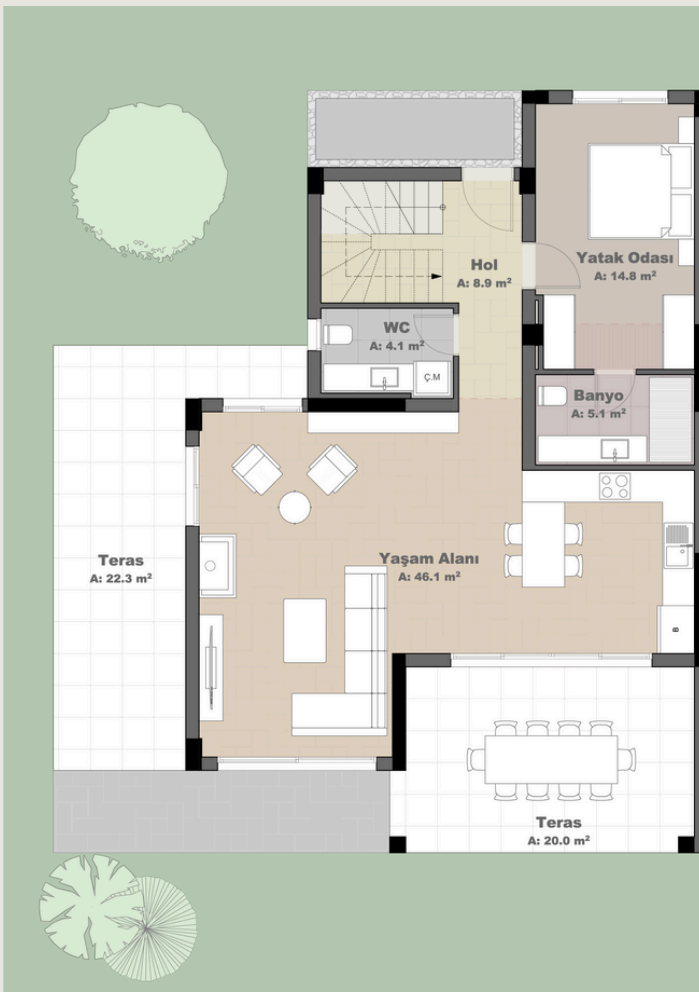 Hol
A: 8.9 m²
Yatak Odası
A: 14.8 m²
WC
A: 4.1 m²
Ç.M
Banyo
A: 5.1 m²
Teras
A: 22.3 m²
Yaşam Alanı
A: 46.1 m²
B
Teras
A: 20.0 m²